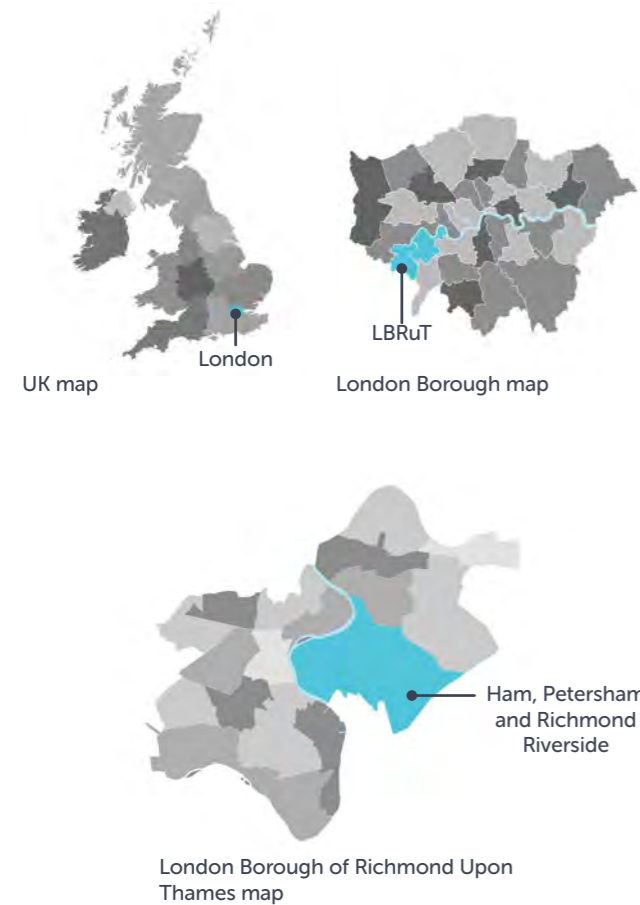 London
UK map
LBRuT
London Borough map
Ham, Petersham
and Richmond
Riverside
London Borough of Richmond Upon
Thames map